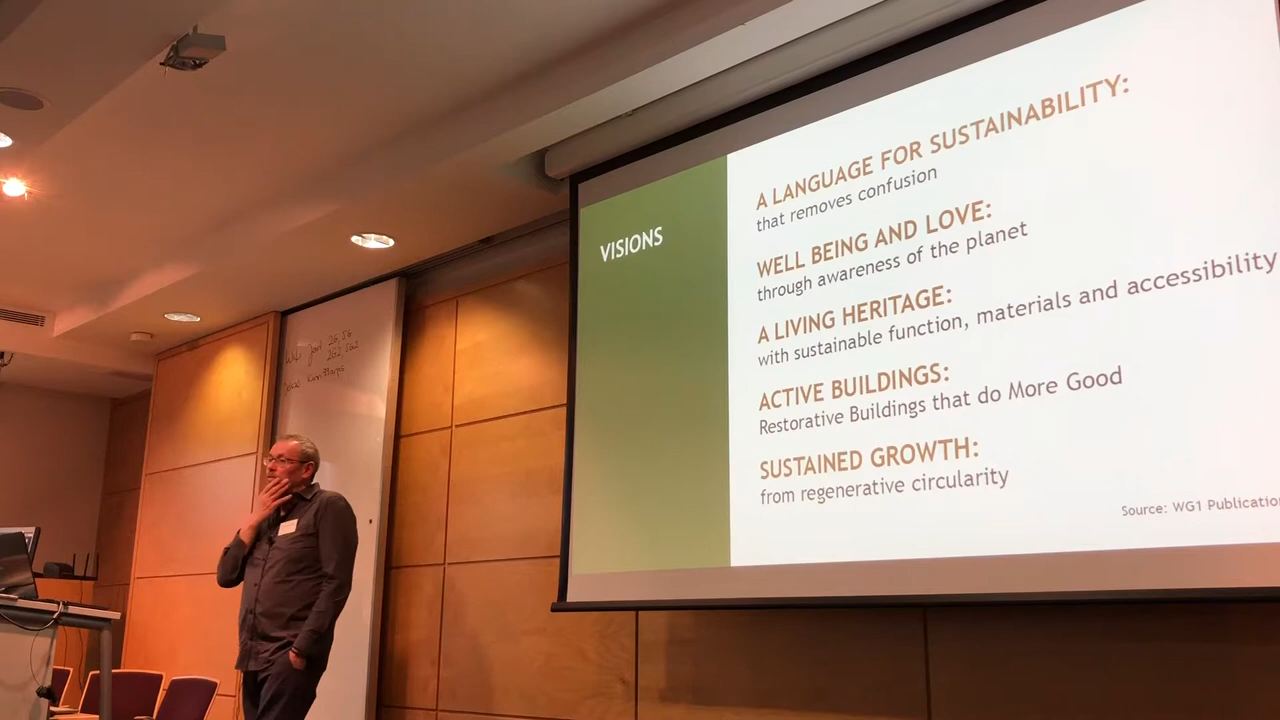 VISIONS
A LANGUAGE FOR SUSTAINABILITY:
that removes confusion
WELL BEING AND LOVE:
through awareness of the planet
A LIVING HERITAGE:
with sustainable function, materials and accessibility
ACTIVE BUILDINGS:
Restorative Buildings that do More Good
SUSTAINED GROWTH:
from regenerative circularity
Source: WG1 Publication